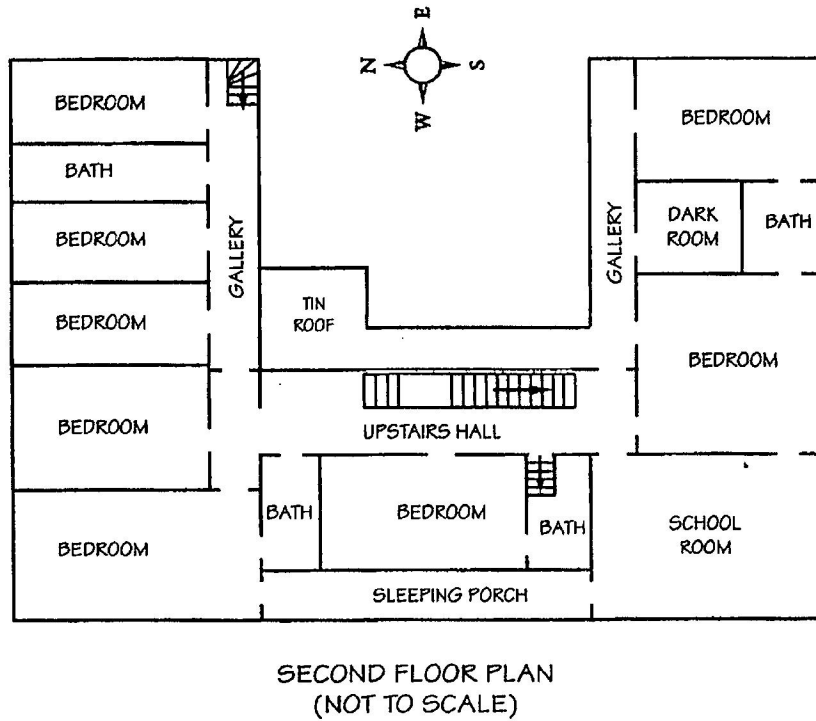 E
N
S
W
BEDROOM
BATH
BEDROOM
BEDROOM
BEDROOM
BEDROOM
GALLERY
TIN
ROOF
UPSTAIRS HALL
BATH
BEDROOM
BATH
SLEEPING PORCH
GALLERY
BEDROOM
DARK
ROOM
BATH
BEDROOM
SCHOOL
ROOM
SECOND FLOOR PLAN
(NOT TO SCALE)